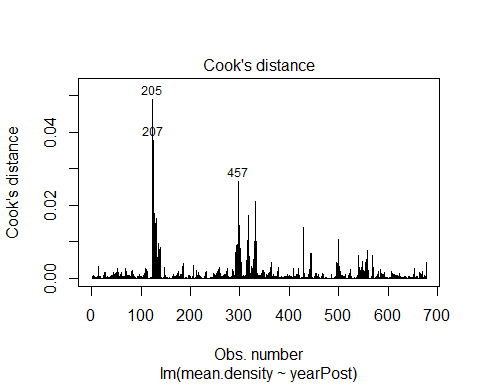 Cook's distance
205
207
457
Cook's distance
0.00 0.02 0.04
0 100 200 300 400 500 600 700
Obs. number
lm(mean.density ~ yearPost)